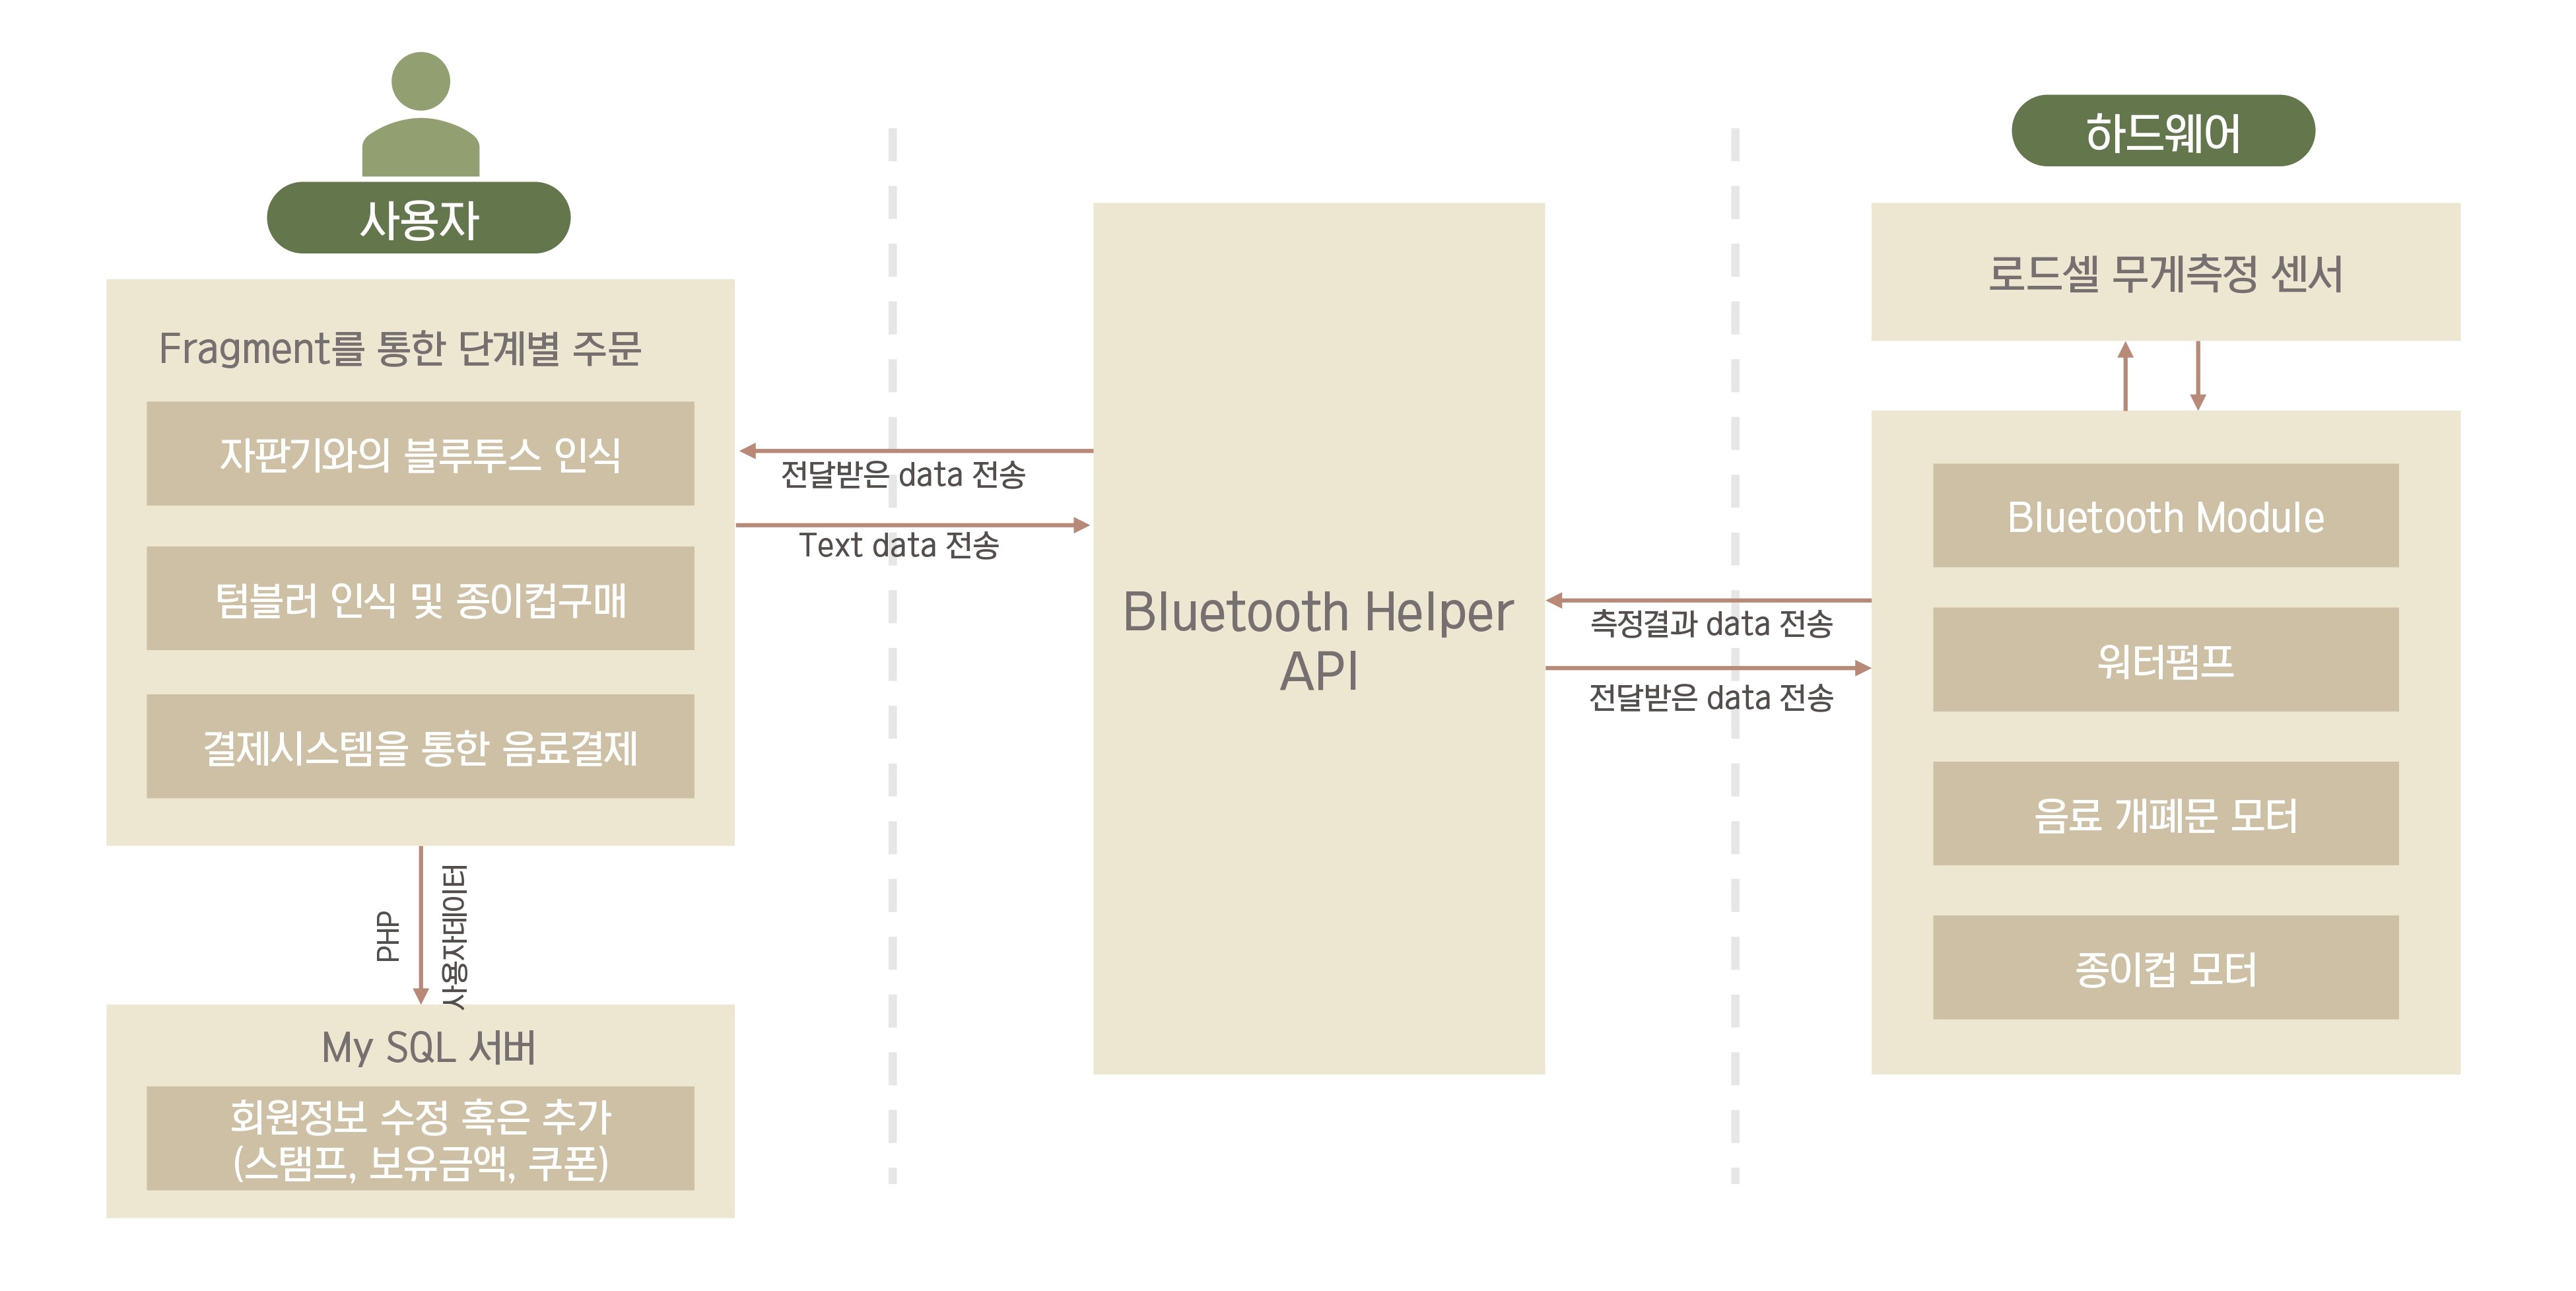 사용자
Fragment를 통한 단계별 주문
자판기와의 블루투스 인식
텀블러 인식 및 종이컵구매
결제시스템을 통한 음료결제
PHP
사용자데이터
My SQL 서버
회원정보 수정 혹은 추가
(스탬프, 보유금액, 쿠폰)
전달받은 data 전송
Text data 전송
Bluetooth Helper
API
측정결과 data 전송
전달받은 data 전송
하드웨어
로드셀 무게측정 센서
Bluetooth Module
워터펌프
음료 개폐문 모터
종이컵 모터